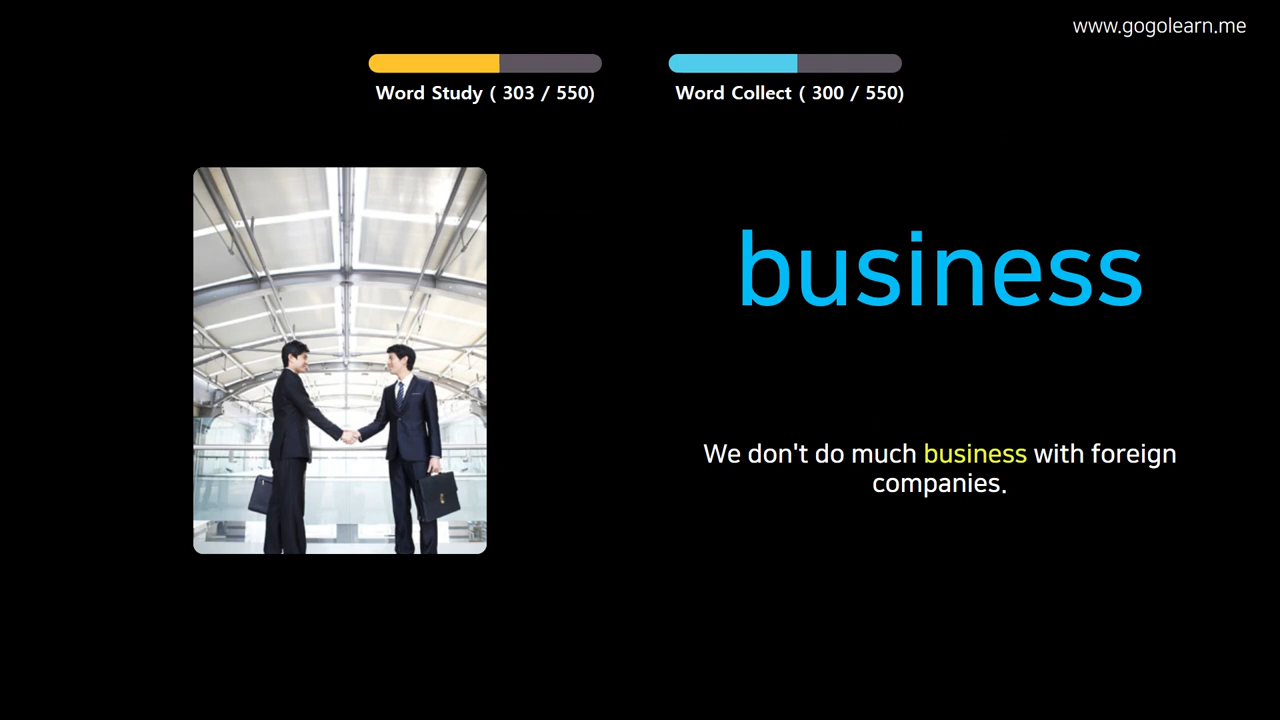 www.gogolearn.me
Word Study ( 303 / 550)
Word Collect ( 300 / 550)
business
We don't do much business with foreign
companies.